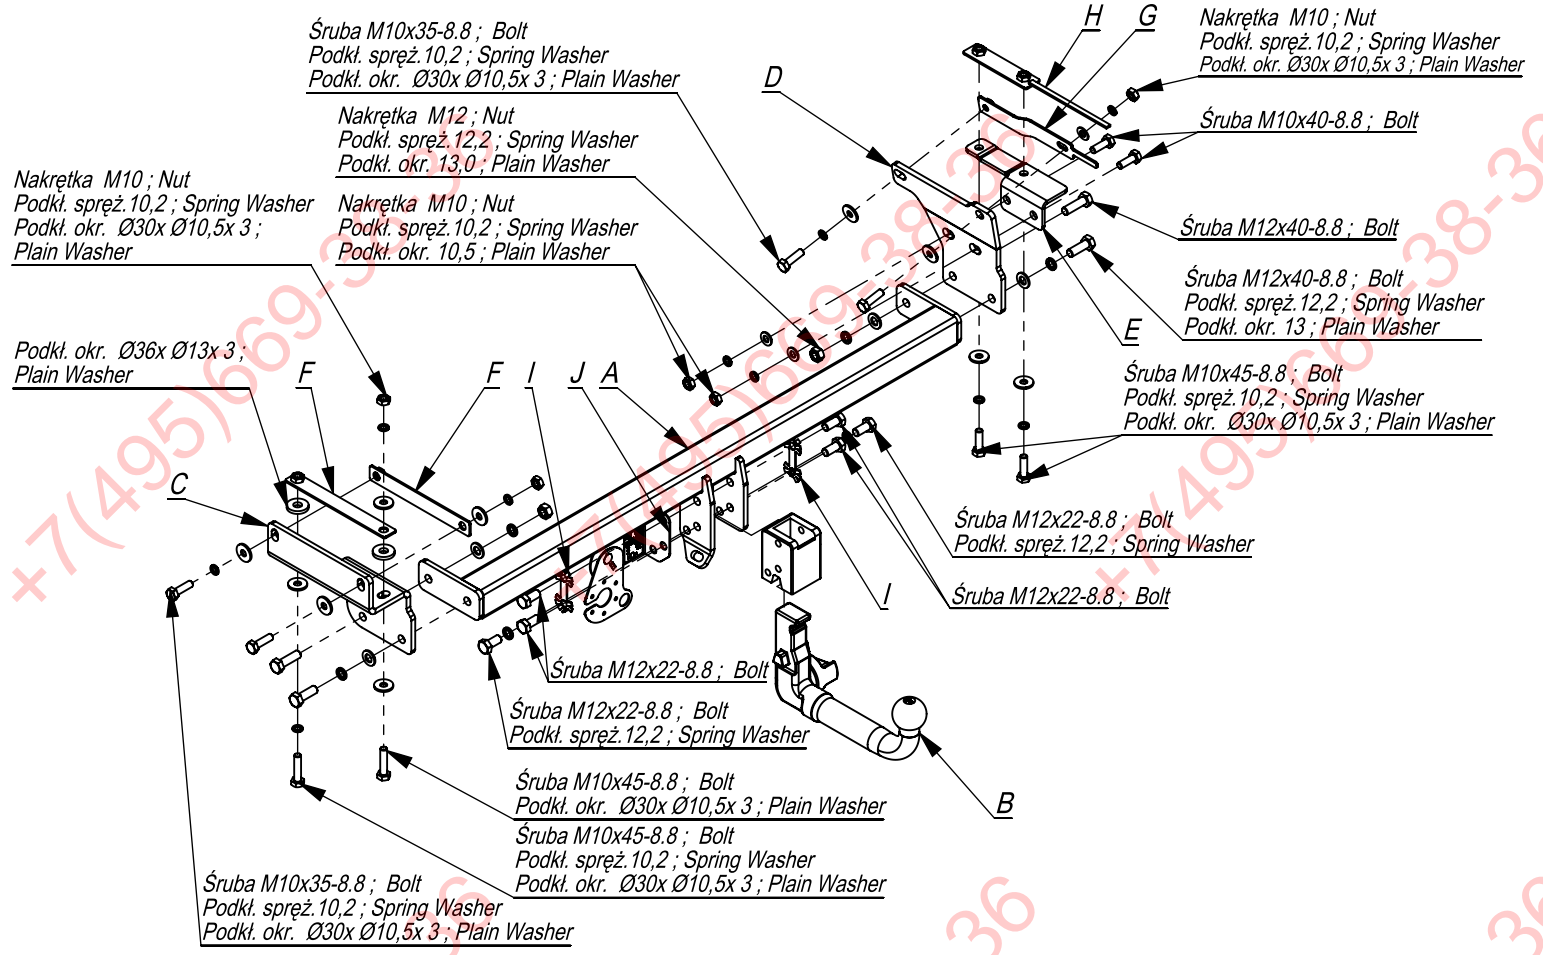 Śruba M10x35-8.8 ; Bolt
Podkł. spręż.10,2 ; Spring Washer
Podkł. okr. Ø30x Ø10,5x 3 ; Plain Washer
H
G
Nakrętka M10 ; Nut
Podkł. spręż.10,2 ; Spring Washer
Podkł. okr. Ø30x Ø10,5x 3 ; Plain Washer
D
Nakrętka M12 ; Nut
Podkł. spręż.12,2 ; Spring Washer
Podkł. okr. 13,0 ; Plain Washer
Śruba M10x40-8.8 ; Bolt
Nakrętka M10 ; Nut
Podkł. spręż.10,2 ; Spring Washer
Podkł. okr. Ø30x Ø10,5x 3 ;
Plain Washer
Nakrętka M10 ; Nut
Podkł. spręż.10,2 ; Spring Washer
Podkł. okr. 10,5 ; Plain Washer
Śruba M12x40-8.8 ; Bolt
Śruba M12x40-8.8 ; Bolt
Podkł. spręż.12,2 ; Spring Washer
Podkł. okr. 13 ; Plain Washer
E
Podkł. okr. Ø36x Ø13x 3 ;
Plain Washer
F
F
I
J
A
Śruba M10x45-8.8 ; Bolt
Podkł. spręż.10,2 ; Spring Washer
Podkł. okr. Ø30x Ø10,5x 3 ; Plain Washer
C
I
Śruba M12x22-8.8 ; Bolt
Podkł. spręż.12,2 ; Spring Washer
I
Śruba M12x22-8.8 ; Bolt
Śruba M12x22-8.8 ; Bolt
Śruba M12x22-8.8 ; Bolt
Podkł. spręż.12,2 ; Spring Washer
Śruba M10x45-8.8 ; Bolt
Podkł. okr. Ø30x Ø10,5x 3 ; Plain Washer
B
Śruba M10x45-8.8 ; Bolt
Podkł. spręż.10,2 ; Spring Washer
Podkł. okr. Ø30x Ø10,5x 3 ; Plain Washer
Śruba M10x35-8.8 ; Bolt
Podkł. spręż.10,2 ; Spring Washer
Podkł. okr. Ø30x Ø10,5x 3 ; Plain Washer
+7(495)669-38-36
+7(495)669-38-36
+7(495)669-38-36
36
36
36